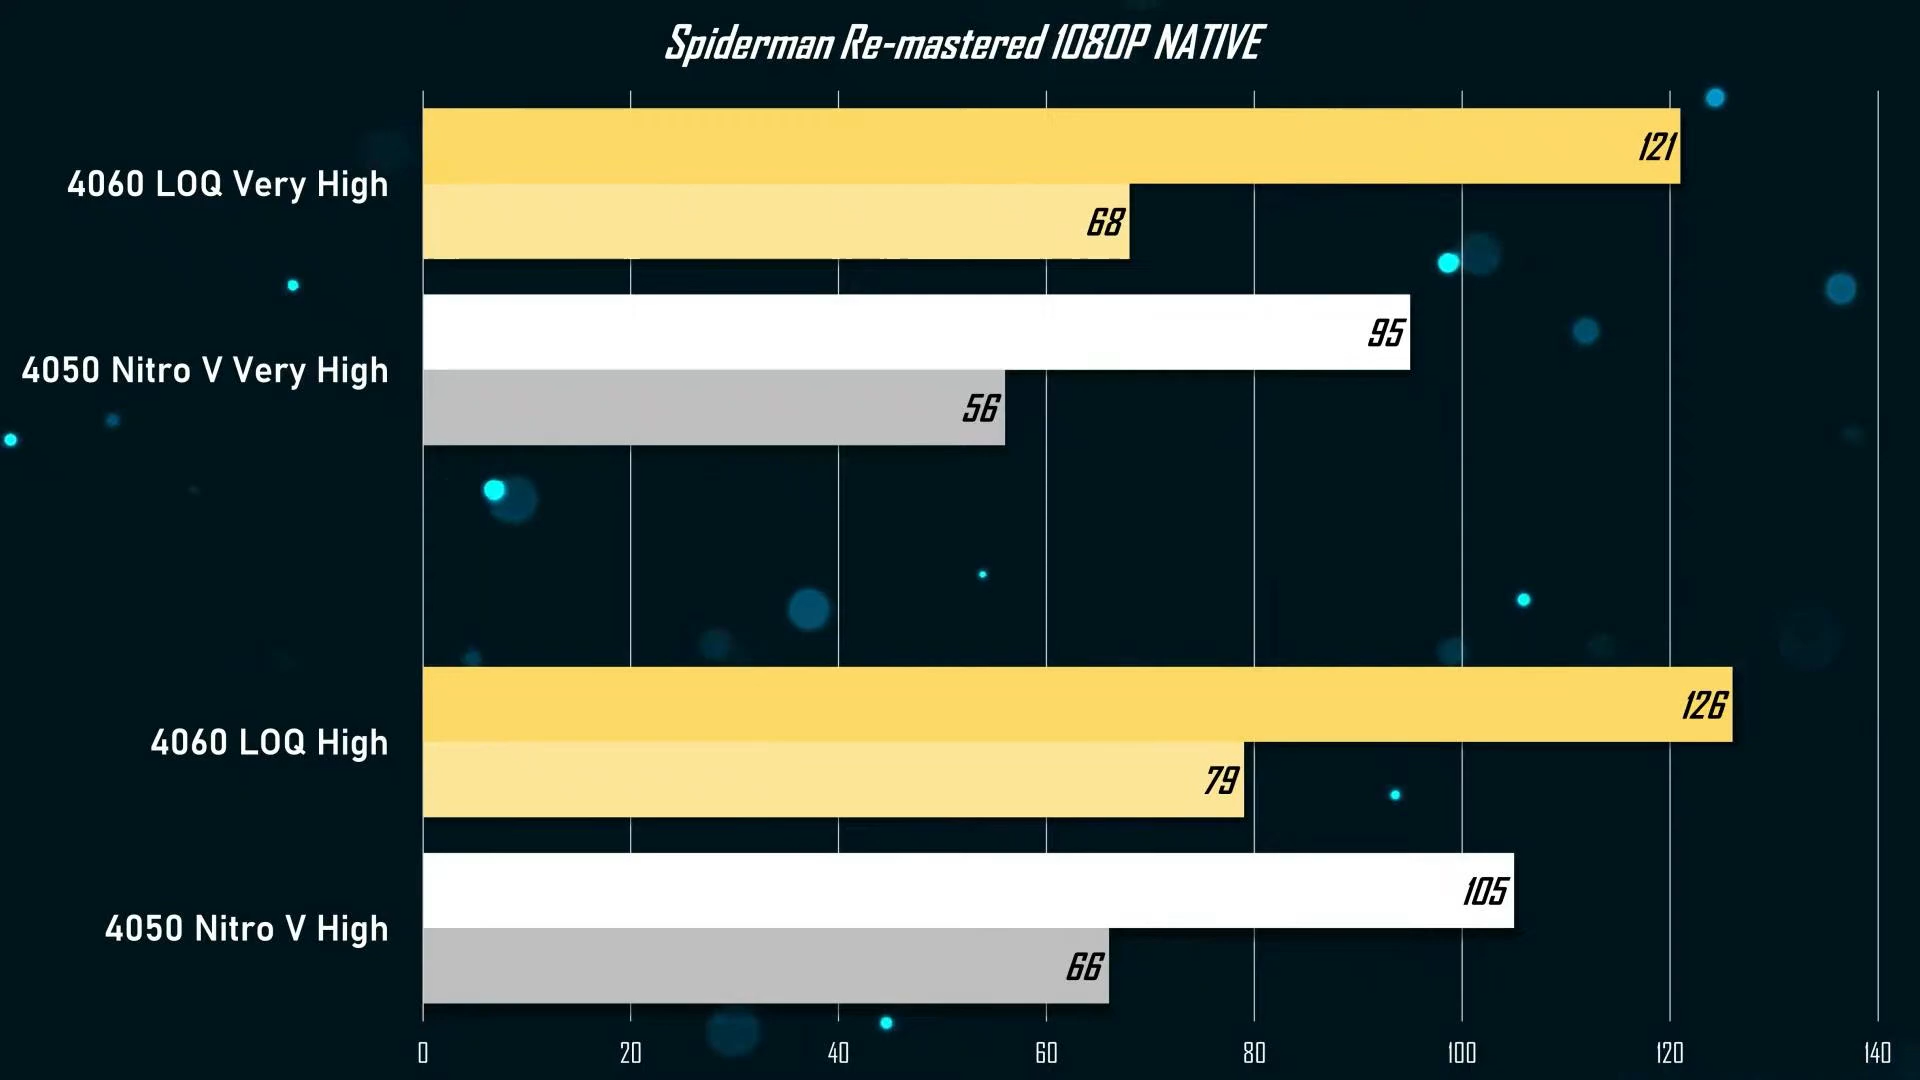 Spiderman Re-mastered 1080P NATIVE
4060 LOQ Very High
121
68
4050 Nitro V Very High
95
56
4060 LOQ High
126
79
4050 Nitro V High
105
66
0 20 40 60 80 100 120 140